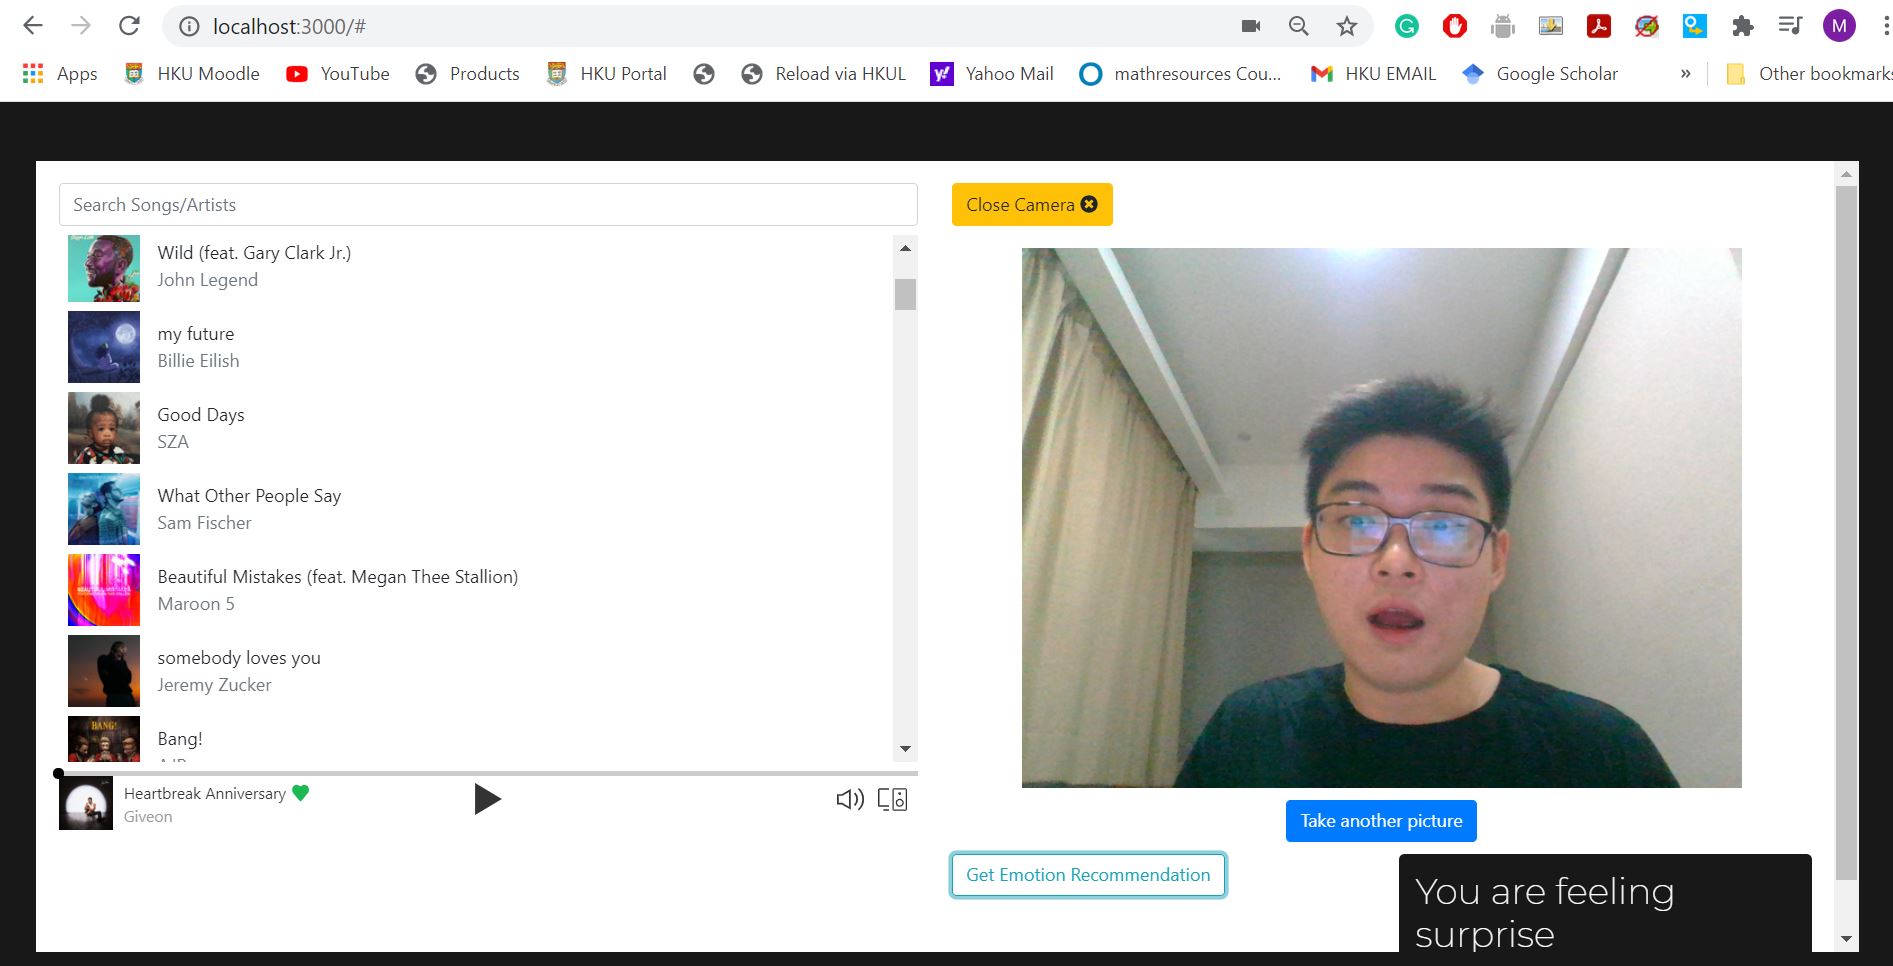 localhost:3000/#
M
Apps
HKU Moodle
YouTube
Products
HKU Portal
Reload via HKUL
Yahoo Mail
mathresources Cou...
HKU EMAIL
Google Scholar
»
Other bookmarks
Search Songs/Artists
Wild (feat. Gary Clark Jr.)
John Legend
my future
Billie Eilish
Good Days
SZA
What Other People Say
Sam Fischer
Beautiful Mistakes (feat. Megan Thee Stallion)
Maroon 5
somebody loves you
Jeremy Zucker
BANG!
Bang!
Heartbreak Anniversary
Giveon
Close Camera
Take another picture
Get Emotion Recommendation
You are feeling
surprise